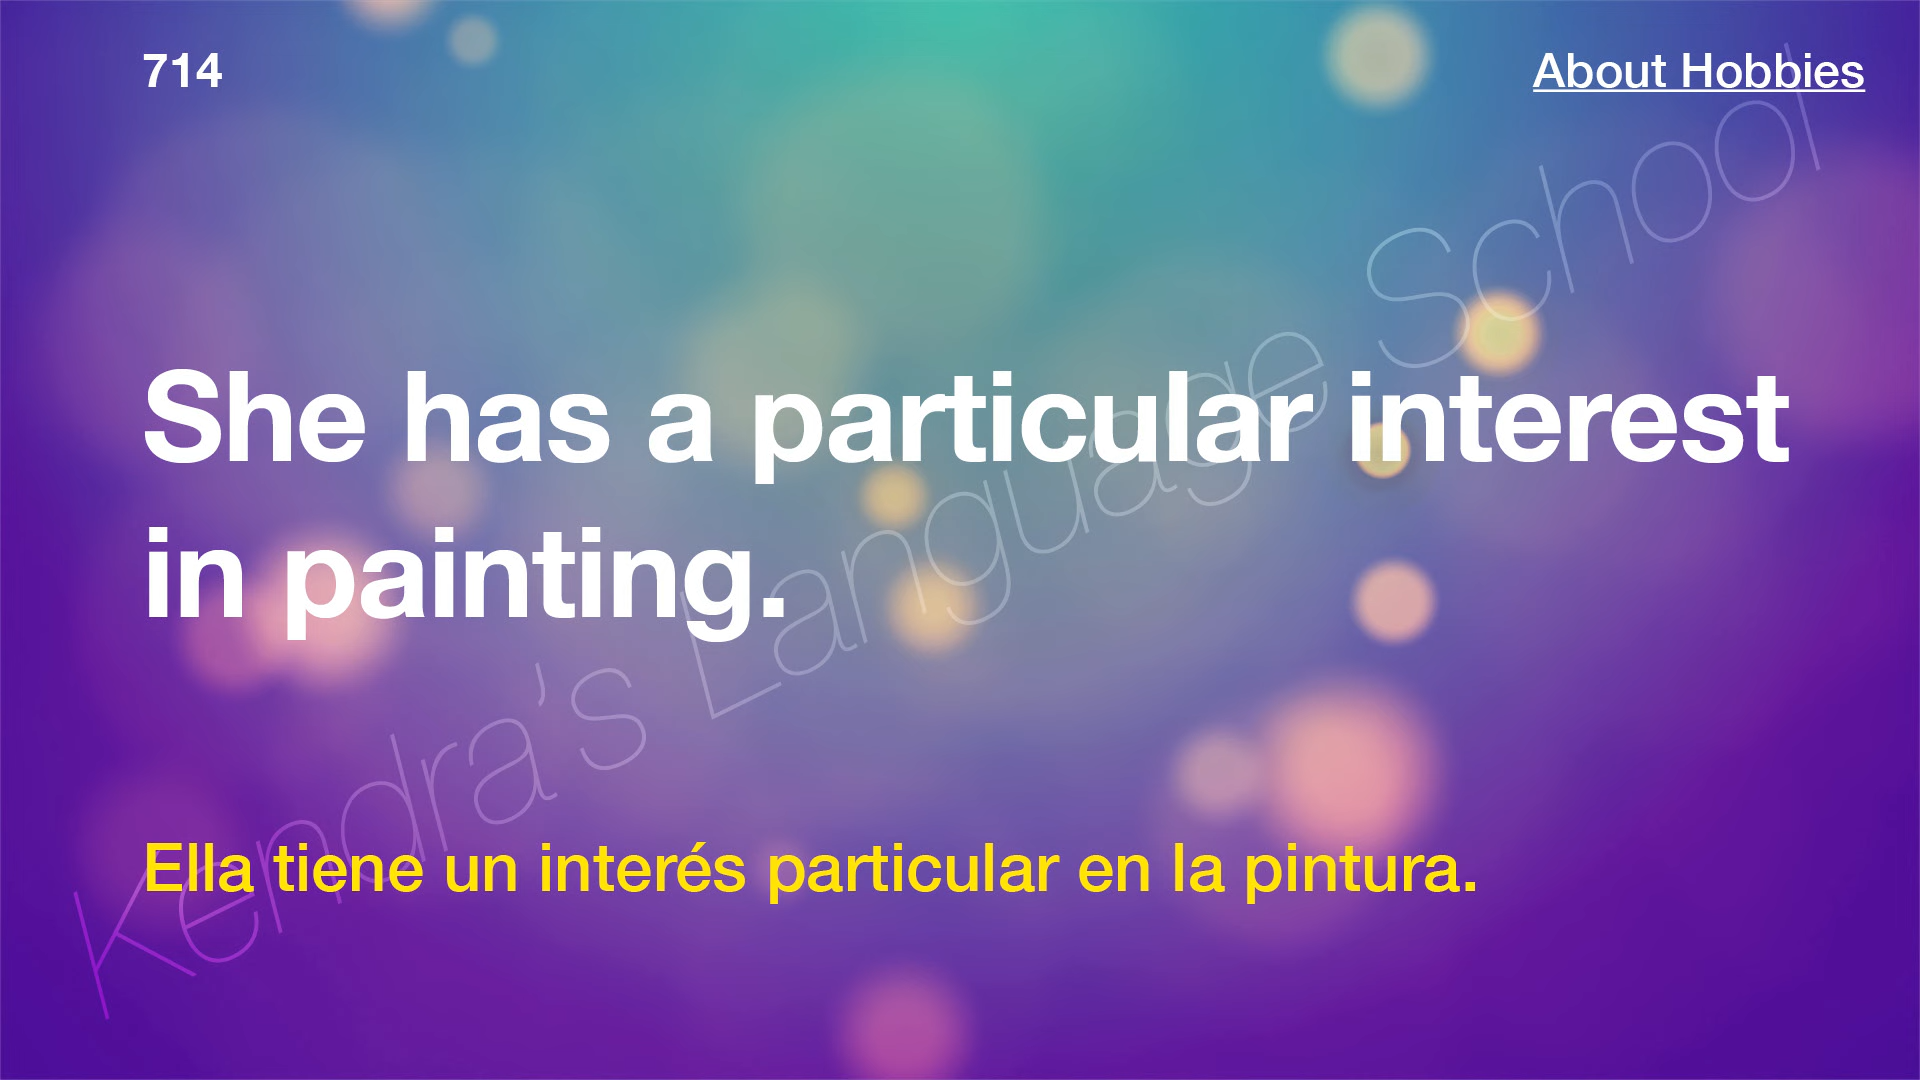 714
About Hobbies
She has a particular interest
in painting.
Ella tiene un interés particular en la pintura.
Kendra’s Language School